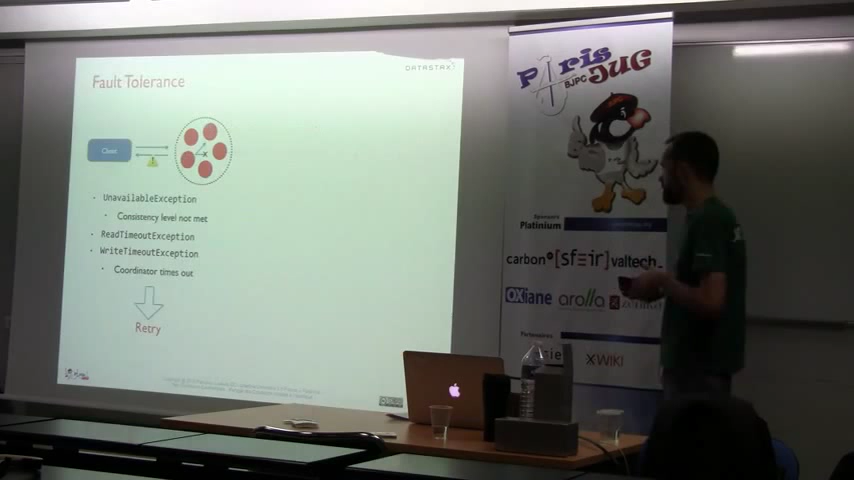 Fault Tolerance
DATASTAX
Client
UnavailableException
Consistency level not met
ReadTimeoutException
WriteTimeoutException
Coordinator times out
Retry
Paris
BJPC JUG
Sponsors
Platinium
carbon [sfeir] valtech
OXiane arolla
Partenaires
XWIKI